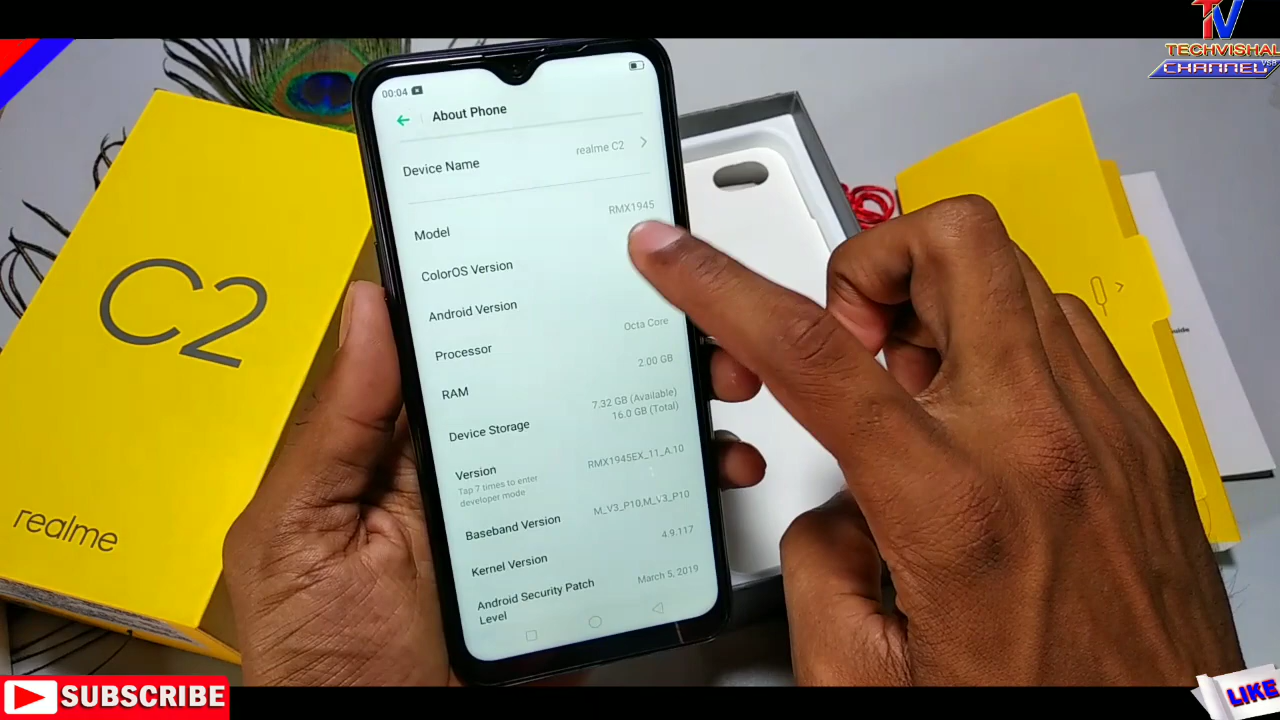 TV
TECHVISHAL
CHANNEL VSB
00:04
About Phone
Device Name realme C2
Model RMX1945
ColorOS Version
Android Version
Processor Octa Core
RAM 2.00 GB
Device Storage 7.32 GB (Available)
16.0 GB (Total)
Version RMX1945EX_11_A.10
Tap 7 times to enter
developer mode
Baseband Version M_V3_P10,M_V3_P10
Kernel Version 4.9.117
Android Security Patch
Level March 5, 2019
C2
realme
SUBSCRIBE
LIKE